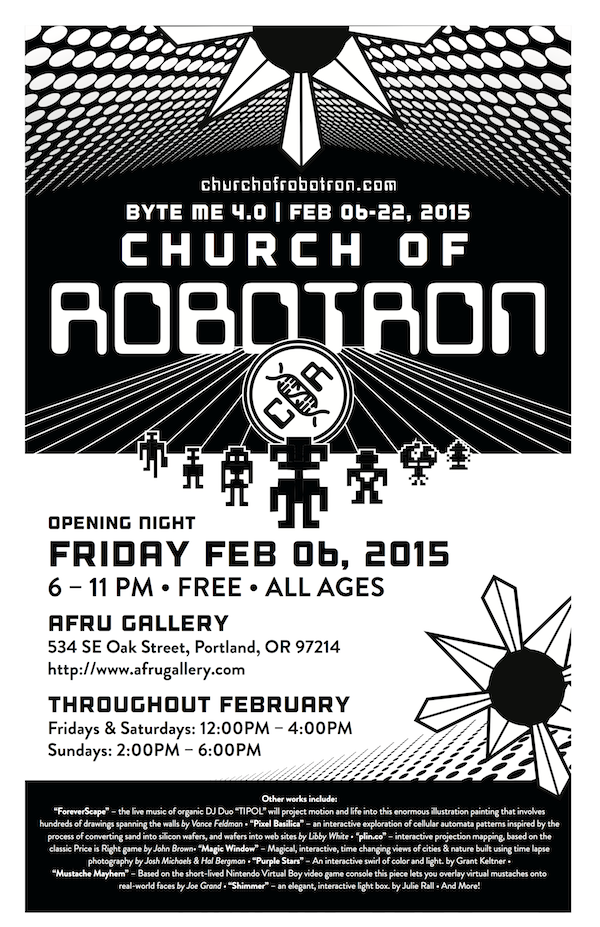 churchofrobotron.com
BYTE ME 4.0 | FEB 06-22, 2015
CHURCH OF
ROBOTRON
C R
OPENING NIGHT
FRIDAY FEB 06, 2015
6 – 11 PM • FREE • ALL AGES
AFRU GALLERY
534 SE Oak Street, Portland, OR 97214
http://www.afrugallery.com
THROUGHOUT FEBRUARY
Fridays & Saturdays: 12:00PM – 4:00PM
Sundays: 2:00PM – 6:00PM
Other works include:
"ForeverScape" – the live music of organic DJ Duo "TIPOL" will project motion and life into this enormous illustration painting that involves
hundreds of drawings spanning the walls by Vance Feldman • "Pixel Basilica" – an interactive exploration of cellular automata patterns inspired by the
process of converting sand into silicon wafers, and wafers into web sites by Libby White • "plin.co" – interactive projection mapping, based on the
classic Price is Right game by John Brown• "Magic Window" – Magical, interactive, time changing views of cities & nature built using time lapse
photography by Josh Michaels & Hal Bergman • "Purple Stars" – An interactive swirl of color and light. by Grant Keltner •
"Mustache Mayhem" – Based on the short-lived Nintendo Virtual Boy video game console this piece lets you overlay virtual mustaches onto
real-world faces by Joe Grand • "Shimmer" – an elegant, interactive light box. by Julie Rall • And More!